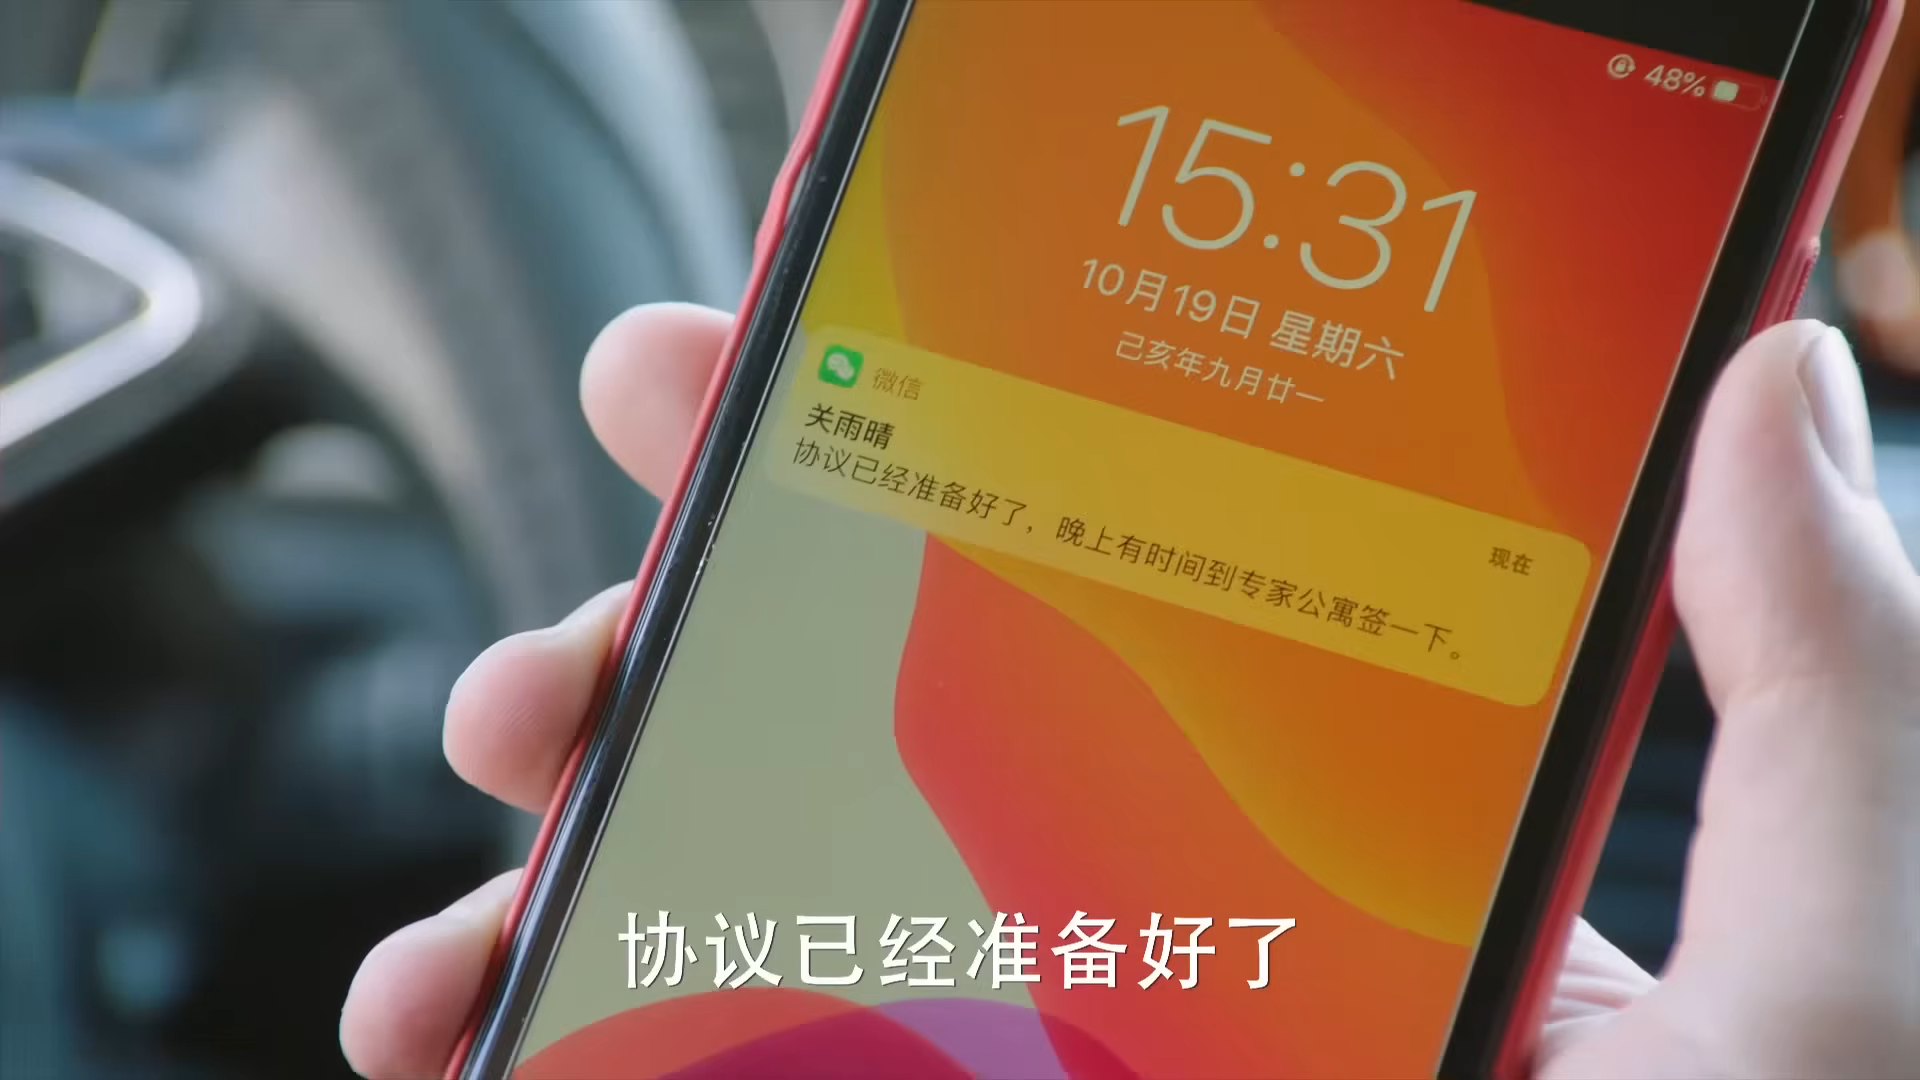 48%
15:31
10月19日 星期六
己亥年九月廿一
微信
现在
关雨晴
协议已经准备好了，晚上有时间到专家公寓签一下。
协议已经准备好了